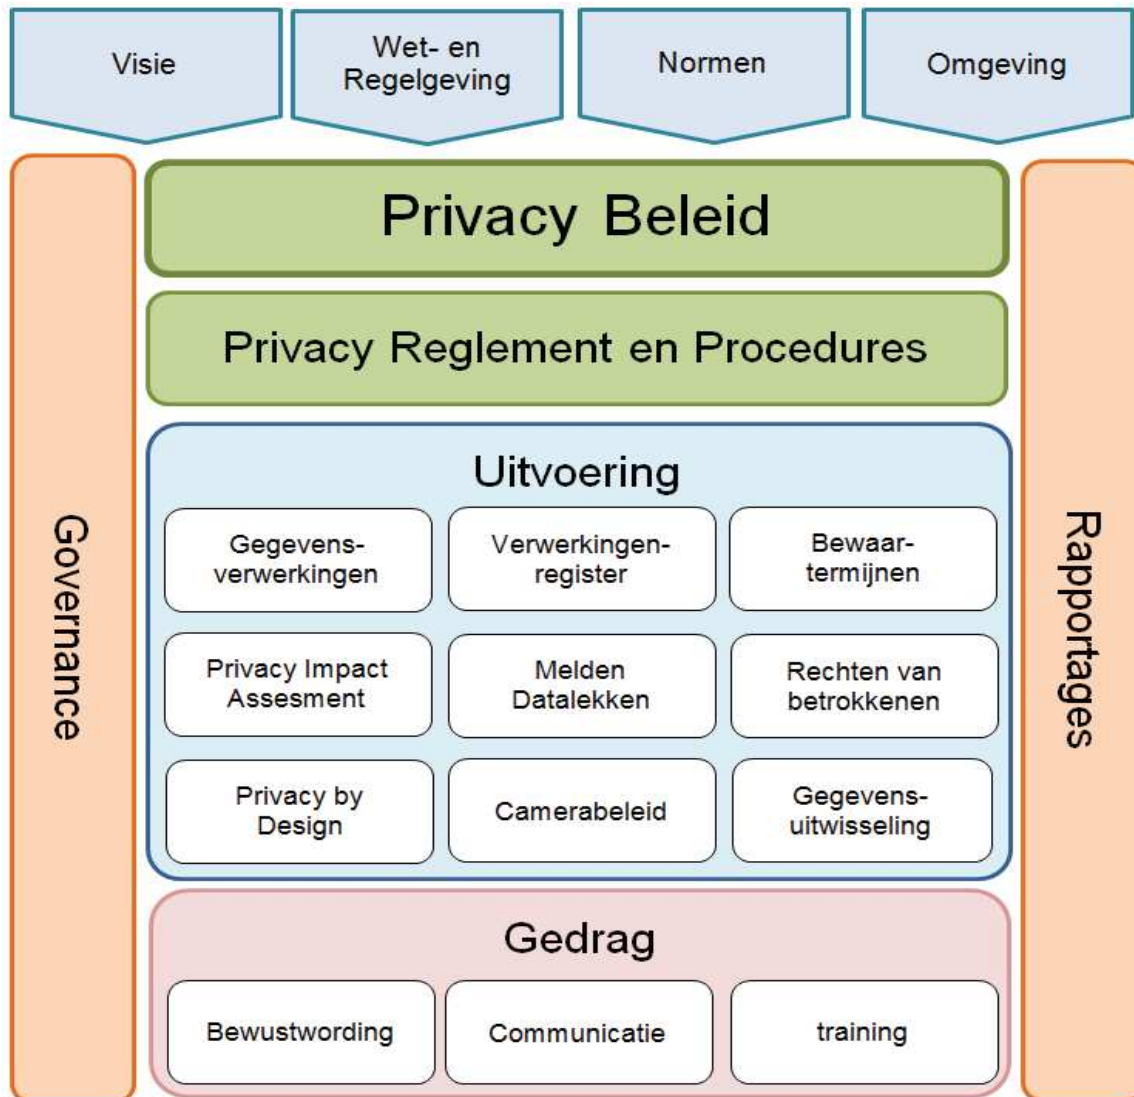 Visie
Wet- en
Regelgeving
Normen
Omgeving
Privacy Beleid
Privacy Reglement en Procedures
Governance
Rapportages
Uitvoering
Gegevens-
verwerkingen
Verwerkingen-
register
Bewaar-
termijnen
Privacy Impact
Assesment
Melden
Datalekken
Rechten van
betrokkenen
Privacy by
Design
Camerabeleid
Gegevens-
uitwisseling
Gedrag
Bewustwording
Communicatie
training